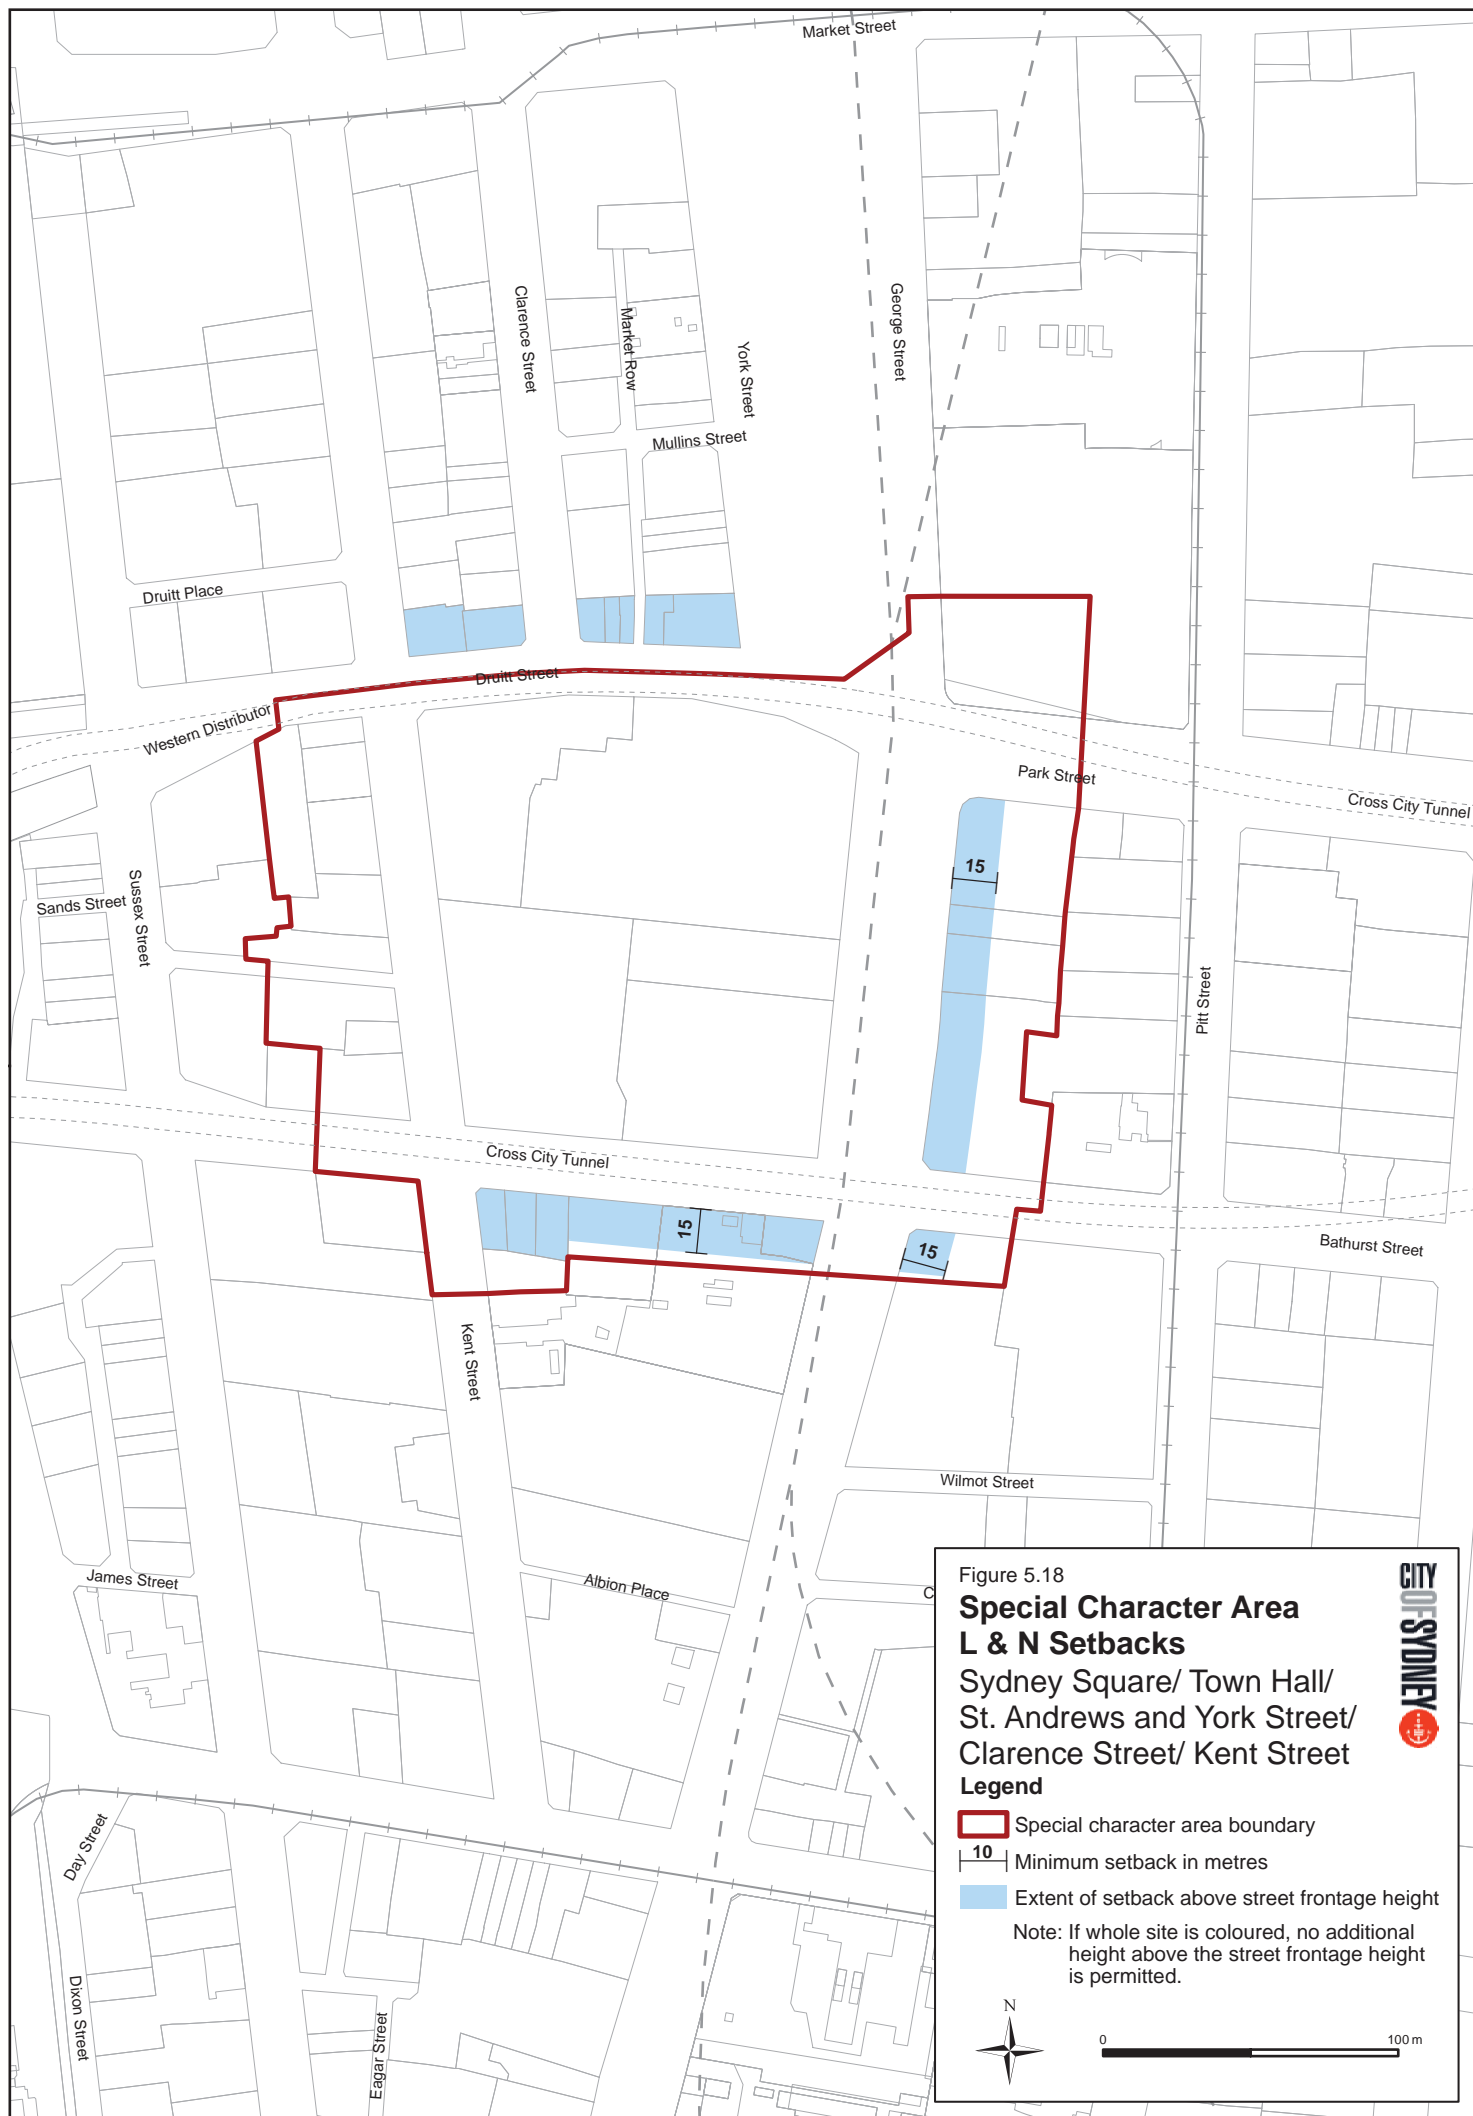 Market Street
Clarence Street
Market Row
York Street
George Street
Mullins Street
Druitt Place
Druitt Street
Western Distributor
Park Street
Cross City Tunnel
15
Sands Street
Sussex Street
Pitt Street
Cross City Tunnel
15
15
Bathurst Street
Kent Street
Wilmot Street
James Street
Albion Place
C
Day Street
Dixon Street
Eagar Street
Figure 5.18
Special Character Area
L & N Setbacks
Sydney Square/ Town Hall/
St. Andrews and York Street/
Clarence Street/ Kent Street
CITY OF SYDNEY
Legend
Special character area boundary
10
Minimum setback in metres
Extent of setback above street frontage height
Note: If whole site is coloured, no additional
height above the street frontage height
is permitted.
N
0 100 m